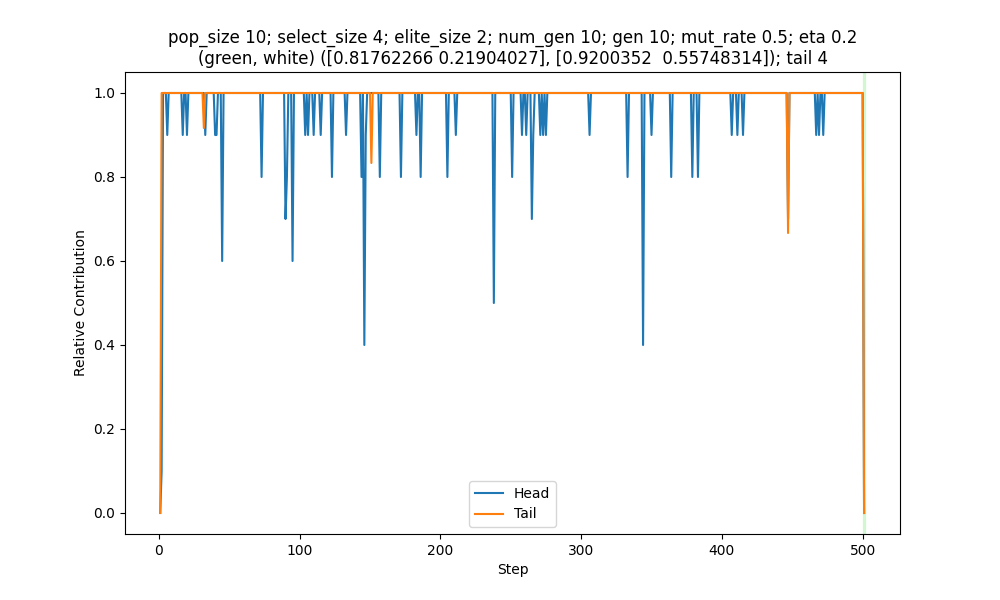 pop_size 10; select_size 4; elite_size 2; num_gen 10; gen 10; mut_rate 0.5; eta 0.2
(green, white) ([0.81762266 0.21904027], [0.9200352  0.55748314]); tail 4
1.0
0.8
0.6
0.4
0.2
0.0
Relative Contribution
Head
Tail
0
100
200
300
400
500
Step